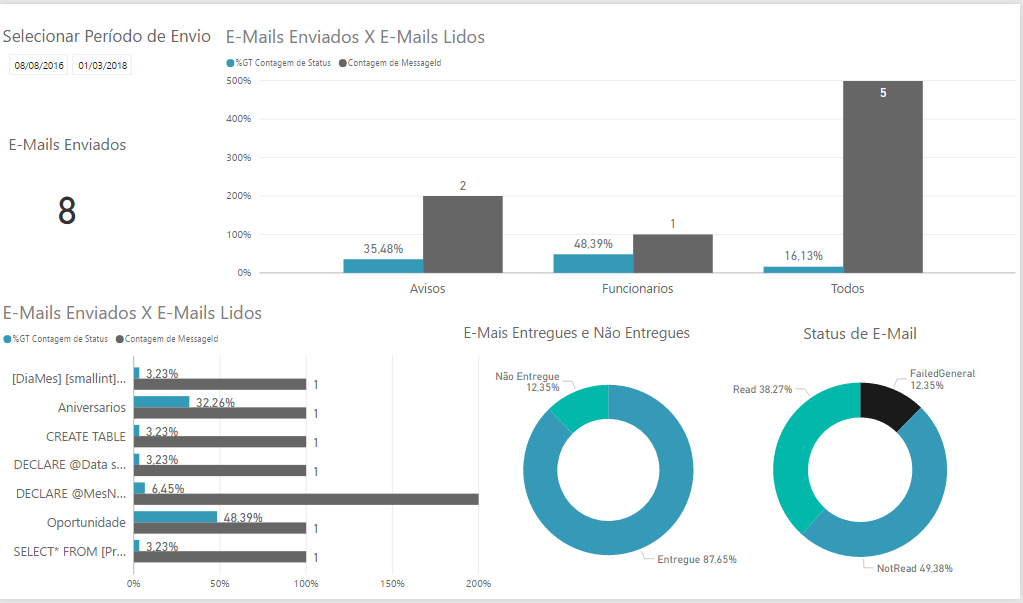 Selecionar Período de Envio
08/08/2016
01/03/2018
E-Mails Enviados
8
E-Mails Enviados X E-Mails Lidos
%GT Contagem de Status
Contagem de MessageId
500%
400%
300%
200%
100%
0%
35,48%
2
48,39%
1
16,13%
5
Avisos
Funcionarios
Todos
E-Mails Enviados X E-Mails Lidos
%GT Contagem de Status
Contagem de MessageId
[DiaMes] [smallint]...
3,23%
1
Aniversarios
32,26%
1
CREATE TABLE
3,23%
1
DECLARE @Data s...
3,23%
1
DECLARE @MesN...
6,45%
Oportunidade
48,39%
1
SELECT* FROM [Pr...
3,23%
1
0%
50%
100%
150%
200%
E-Mais Entregues e Não Entregues
Não Entregue
12,35%
Entregue 87,65%
Status de E-Mail
Read 38,27%
FailedGeneral
12,35%
NotRead 49,38%